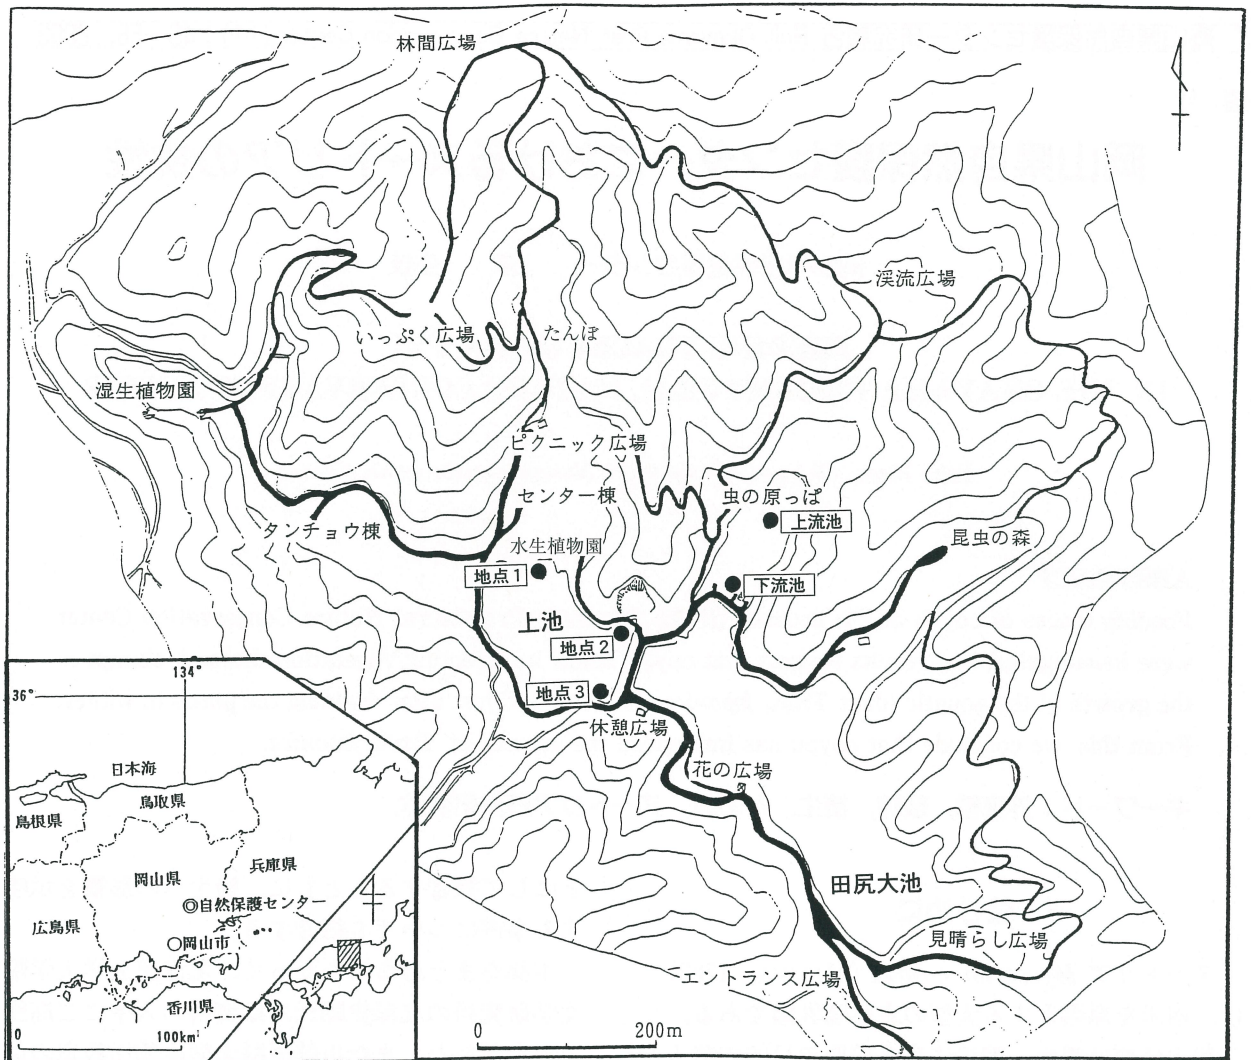 林間広場
渓流広場
いっぷく広場
たんぼ
湿生植物園
ピクニック広場
センター棟
虫の原っぱ
上流池
タンチョウ棟
水生植物園
昆虫の森
地点1
下流池
上池
地点2
地点3
休憩広場
花の広場
田尻大池
見晴らし広場
エントランス広場
0 200m
134°
36°
日本海
鳥取県
島根県
岡山県
兵庫県
◎自然保護センター
広島県
○岡山市
香川県
0 100km